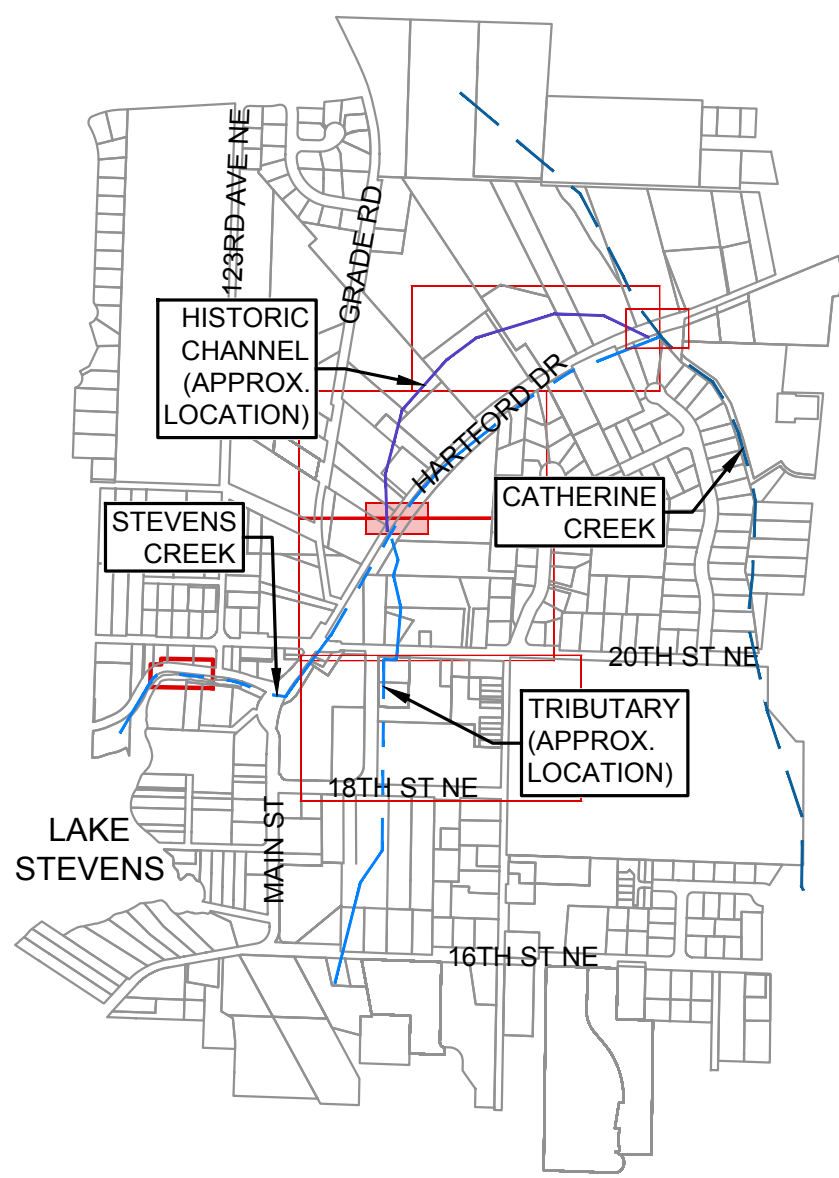 123RD AVE NE
GRADE RD
HISTORIC
CHANNEL
(APPROX.
LOCATION)
HARTFORD DR
STEVENS
CREEK
CATHERINE
CREEK
20TH ST NE
TRIBUTARY
(APPROX.
LOCATION)
18TH ST NE
MAIN ST
LAKE
STEVENS
16TH ST NE